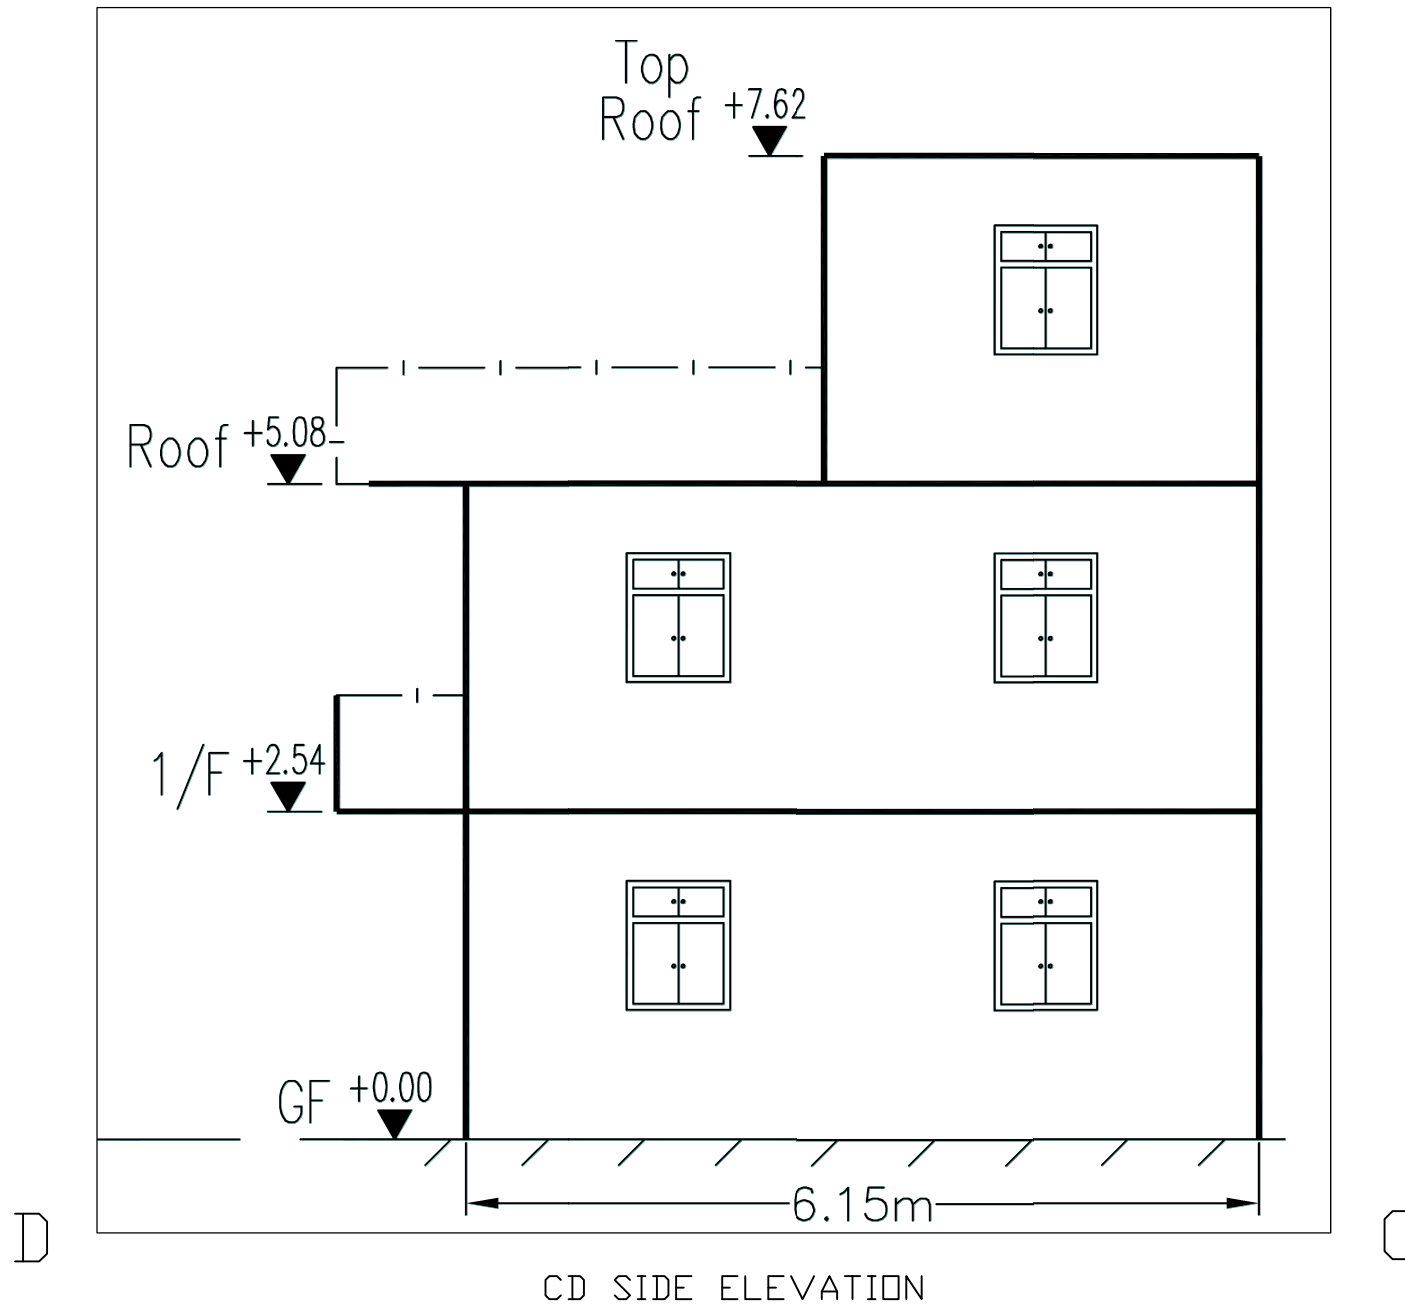 Top
Roof +7.62
Roof +5.08
1/F +2.54
GF +0.00
6.15m
D
C
CD SIDE ELEVATION